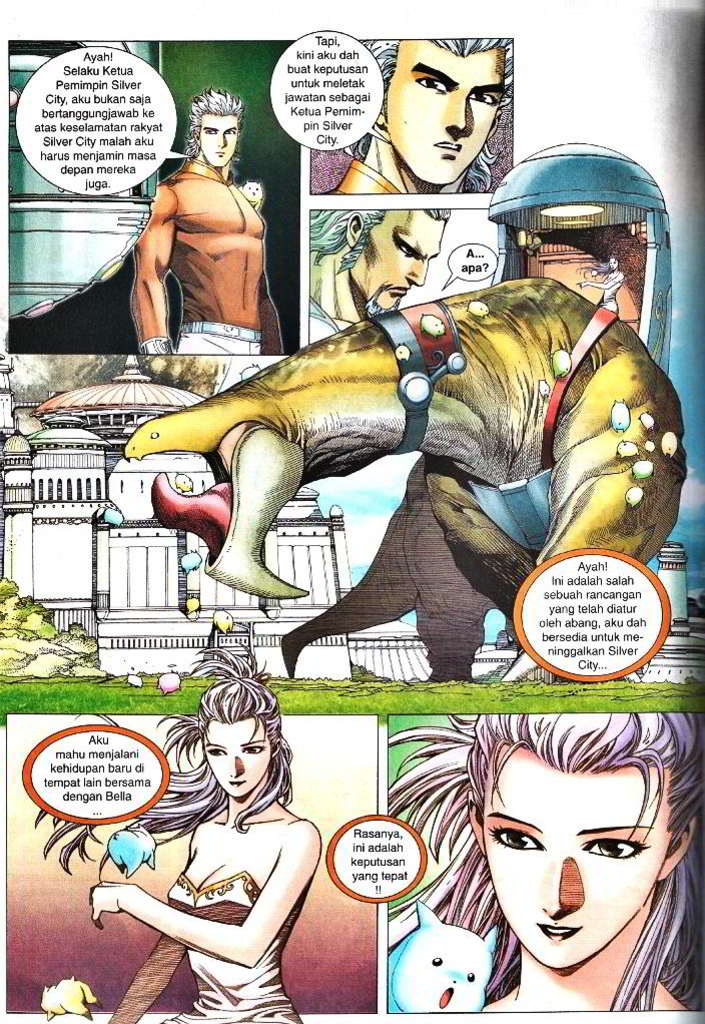 Ayah!
Selaku Ketua
Pemimpin Silver
City, aku bukan saja
bertanggungjawab ke
atas keselamatan rakyat
Silver City malah aku
harus menjamin masa
depan mereka
juga.
Tapi,
kini aku dah
buat keputusan
untuk meletak
jawatan sebagai
Ketua Pemim-
pin Silver
City.
A...
apa?
Ayah!
Ini adalah salah
sebuah rancangan
yang telah diatur
oleh abang, aku dah
bersedia untuk me-
ninggalkan Silver
City...
Aku
mahu menjalani
kehidupan baru di
tempat lain bersama
dengan Bella
...
Rasanya,
ini adalah
keputusan
yang tepat
!!